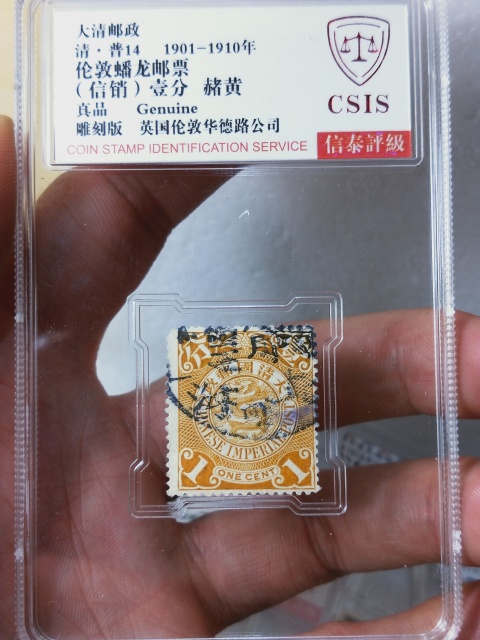 大清邮政
清·普14 1901-1910年
伦敦蟠龙邮票
(信销)壹分 赭黄
真品 Genuine
雕刻版 英国伦敦华德路公司
COIN STAMP IDENTIFICATION SERVICE
CSIS
信泰評級
CHINESE IMPERIAL POST
1 ONE CENT 1